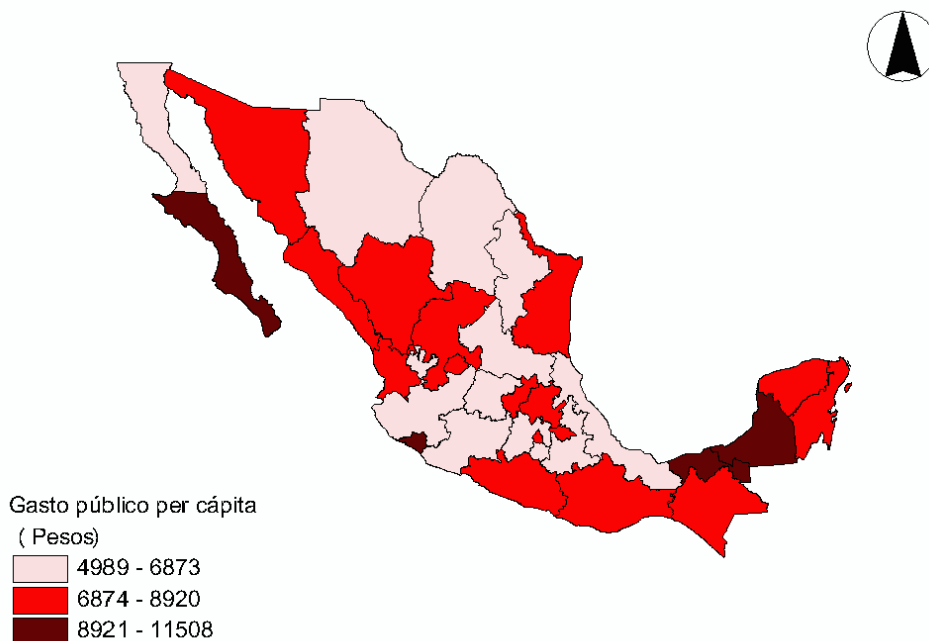 Gasto público per cápita
( Pesos)
4989 - 6873
6874 - 8920
8921 - 11508